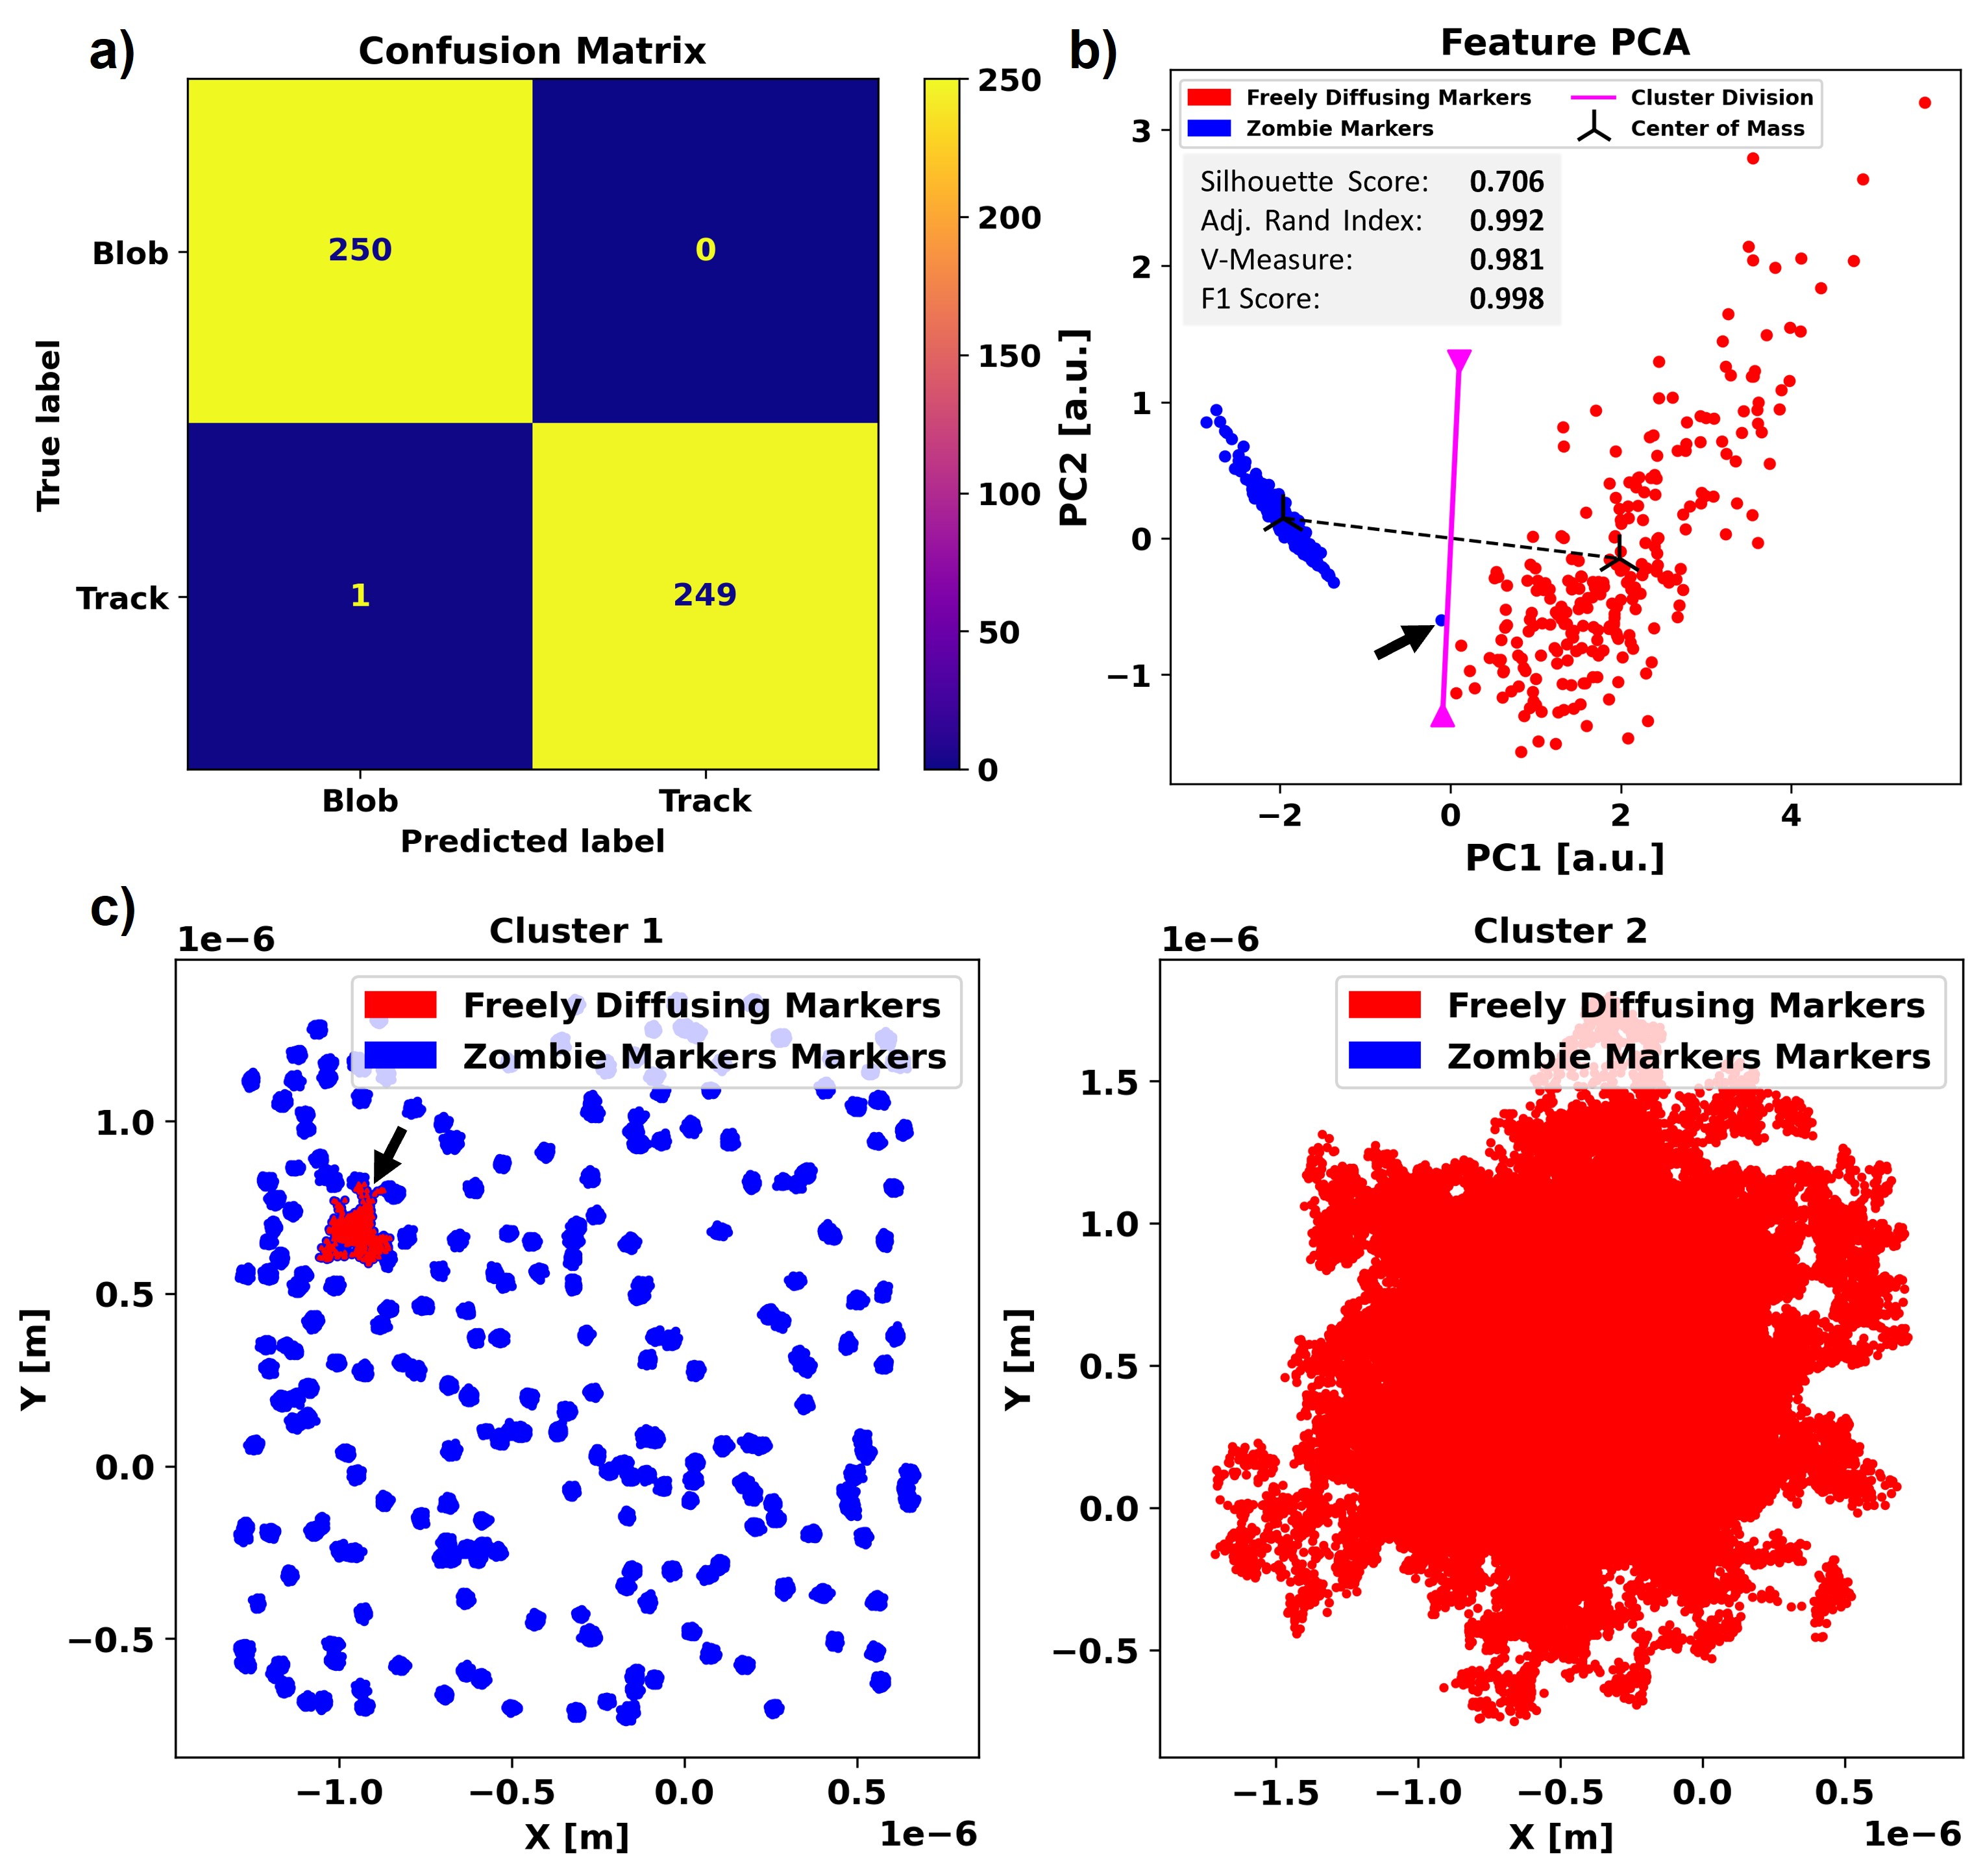 a)
Confusion Matrix
250
0
1
249
Blob
Track
True label
Blob
Track
Predicted label
250
200
150
100
50
0
b)
Feature PCA
Freely Diffusing Markers
Zombie Markers
Cluster Division
Center of Mass
Silhouette Score: 0.706
Adj. Rand Index: 0.992
V-Measure: 0.981
F1 Score: 0.998
3
2
1
0
−1
PC2 [a.u.]
−2
0
2
4
PC1 [a.u.]
c)
Cluster 1
1e−6
Freely Diffusing Markers
Zombie Markers Markers
1.0
0.5
0.0
−0.5
Y [m]
−1.0
−0.5
0.0
0.5
X [m]
1e−6
Cluster 2
1e−6
Freely Diffusing Markers
Zombie Markers Markers
1.5
1.0
0.5
0.0
−0.5
Y [m]
−1.5
−1.0
−0.5
0.0
0.5
X [m]
1e−6